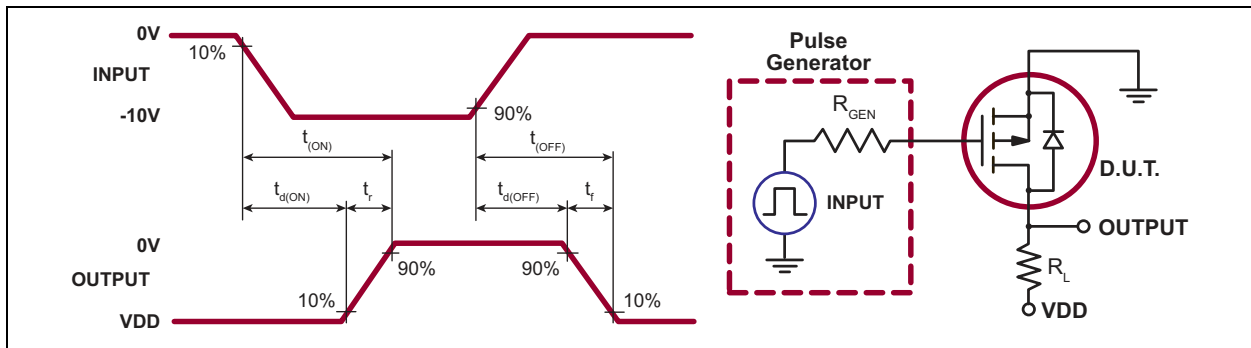 0V
10%
INPUT
-10V
90%
t(ON)
t(OFF)
td(ON)
tr
td(OFF)
tf
0V
OUTPUT
90%
90%
10%
10%
VDD
Pulse
Generator
RGEN
INPUT
D.U.T.
OUTPUT
RL
VDD